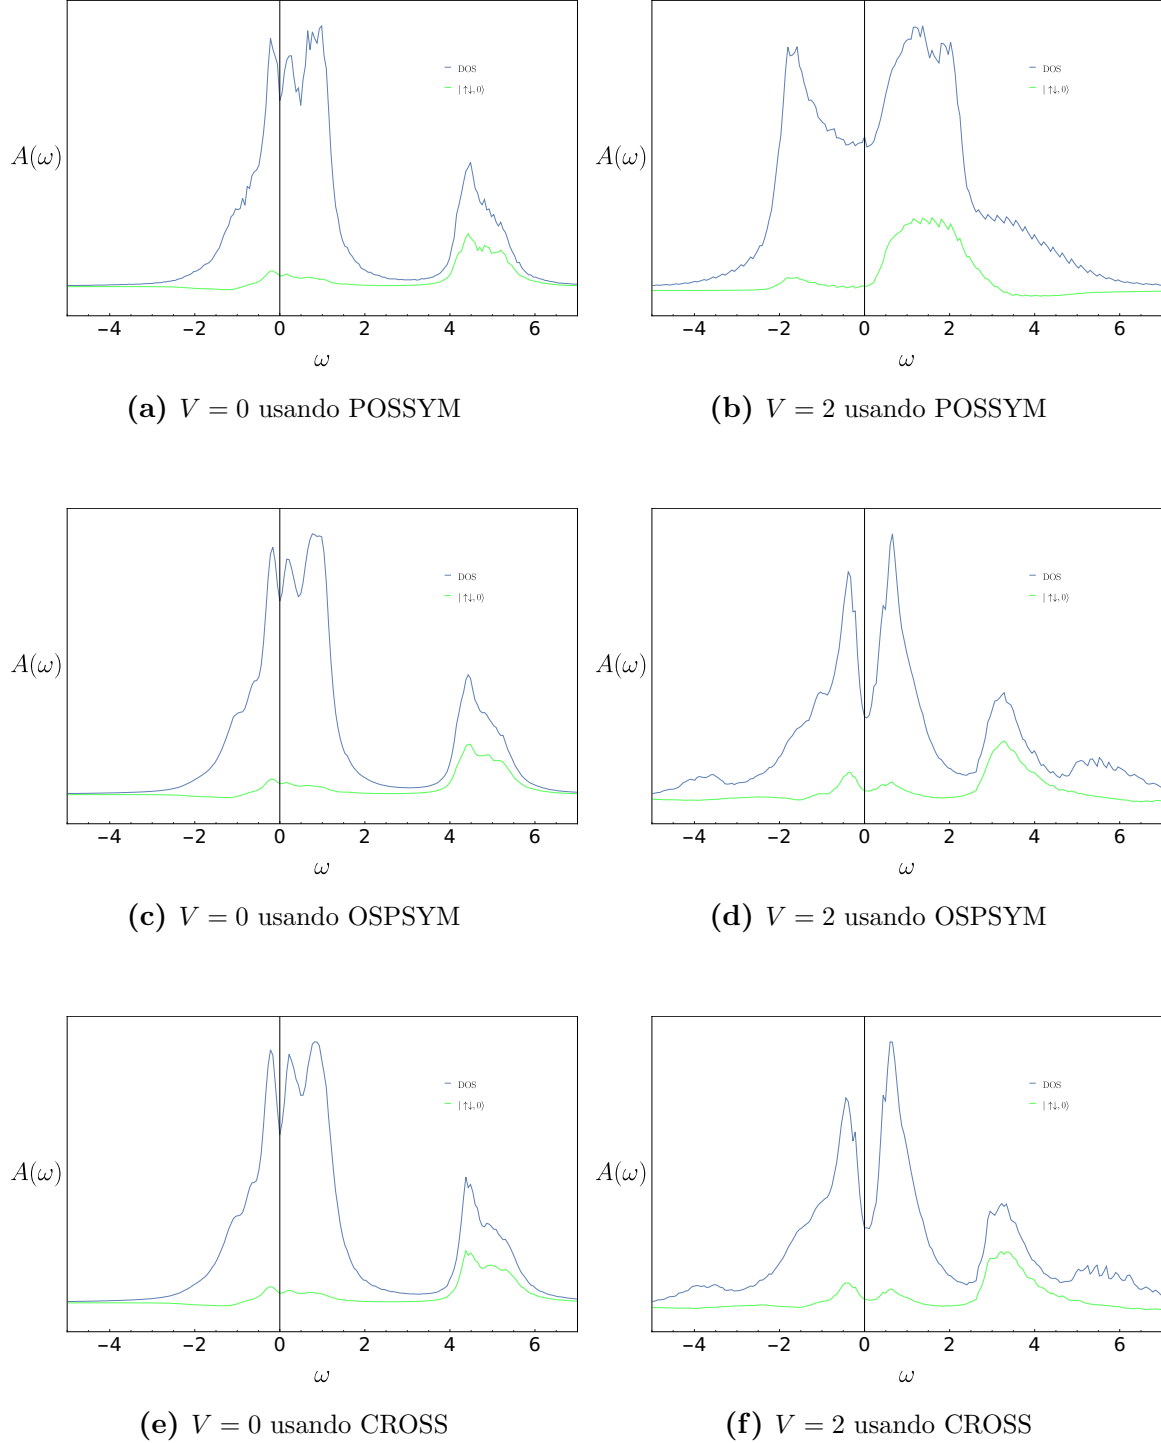 A(ω)
DOS
|↑↓,0⟩
−4 −2 0 2 4 6
ω
(a) V = 0 usando POSSYM
A(ω)
DOS
|↑↓,0⟩
−4 −2 0 2 4 6
ω
(b) V = 2 usando POSSYM
A(ω)
DOS
|↑↓,0⟩
−4 −2 0 2 4 6
ω
(c) V = 0 usando OSPSYM
A(ω)
DOS
|↑↓,0⟩
−4 −2 0 2 4 6
ω
(d) V = 2 usando OSPSYM
A(ω)
DOS
|↑↓,0⟩
−4 −2 0 2 4 6
ω
(e) V = 0 usando CROSS
A(ω)
DOS
|↑↓,0⟩
−4 −2 0 2 4 6
ω
(f) V = 2 usando CROSS